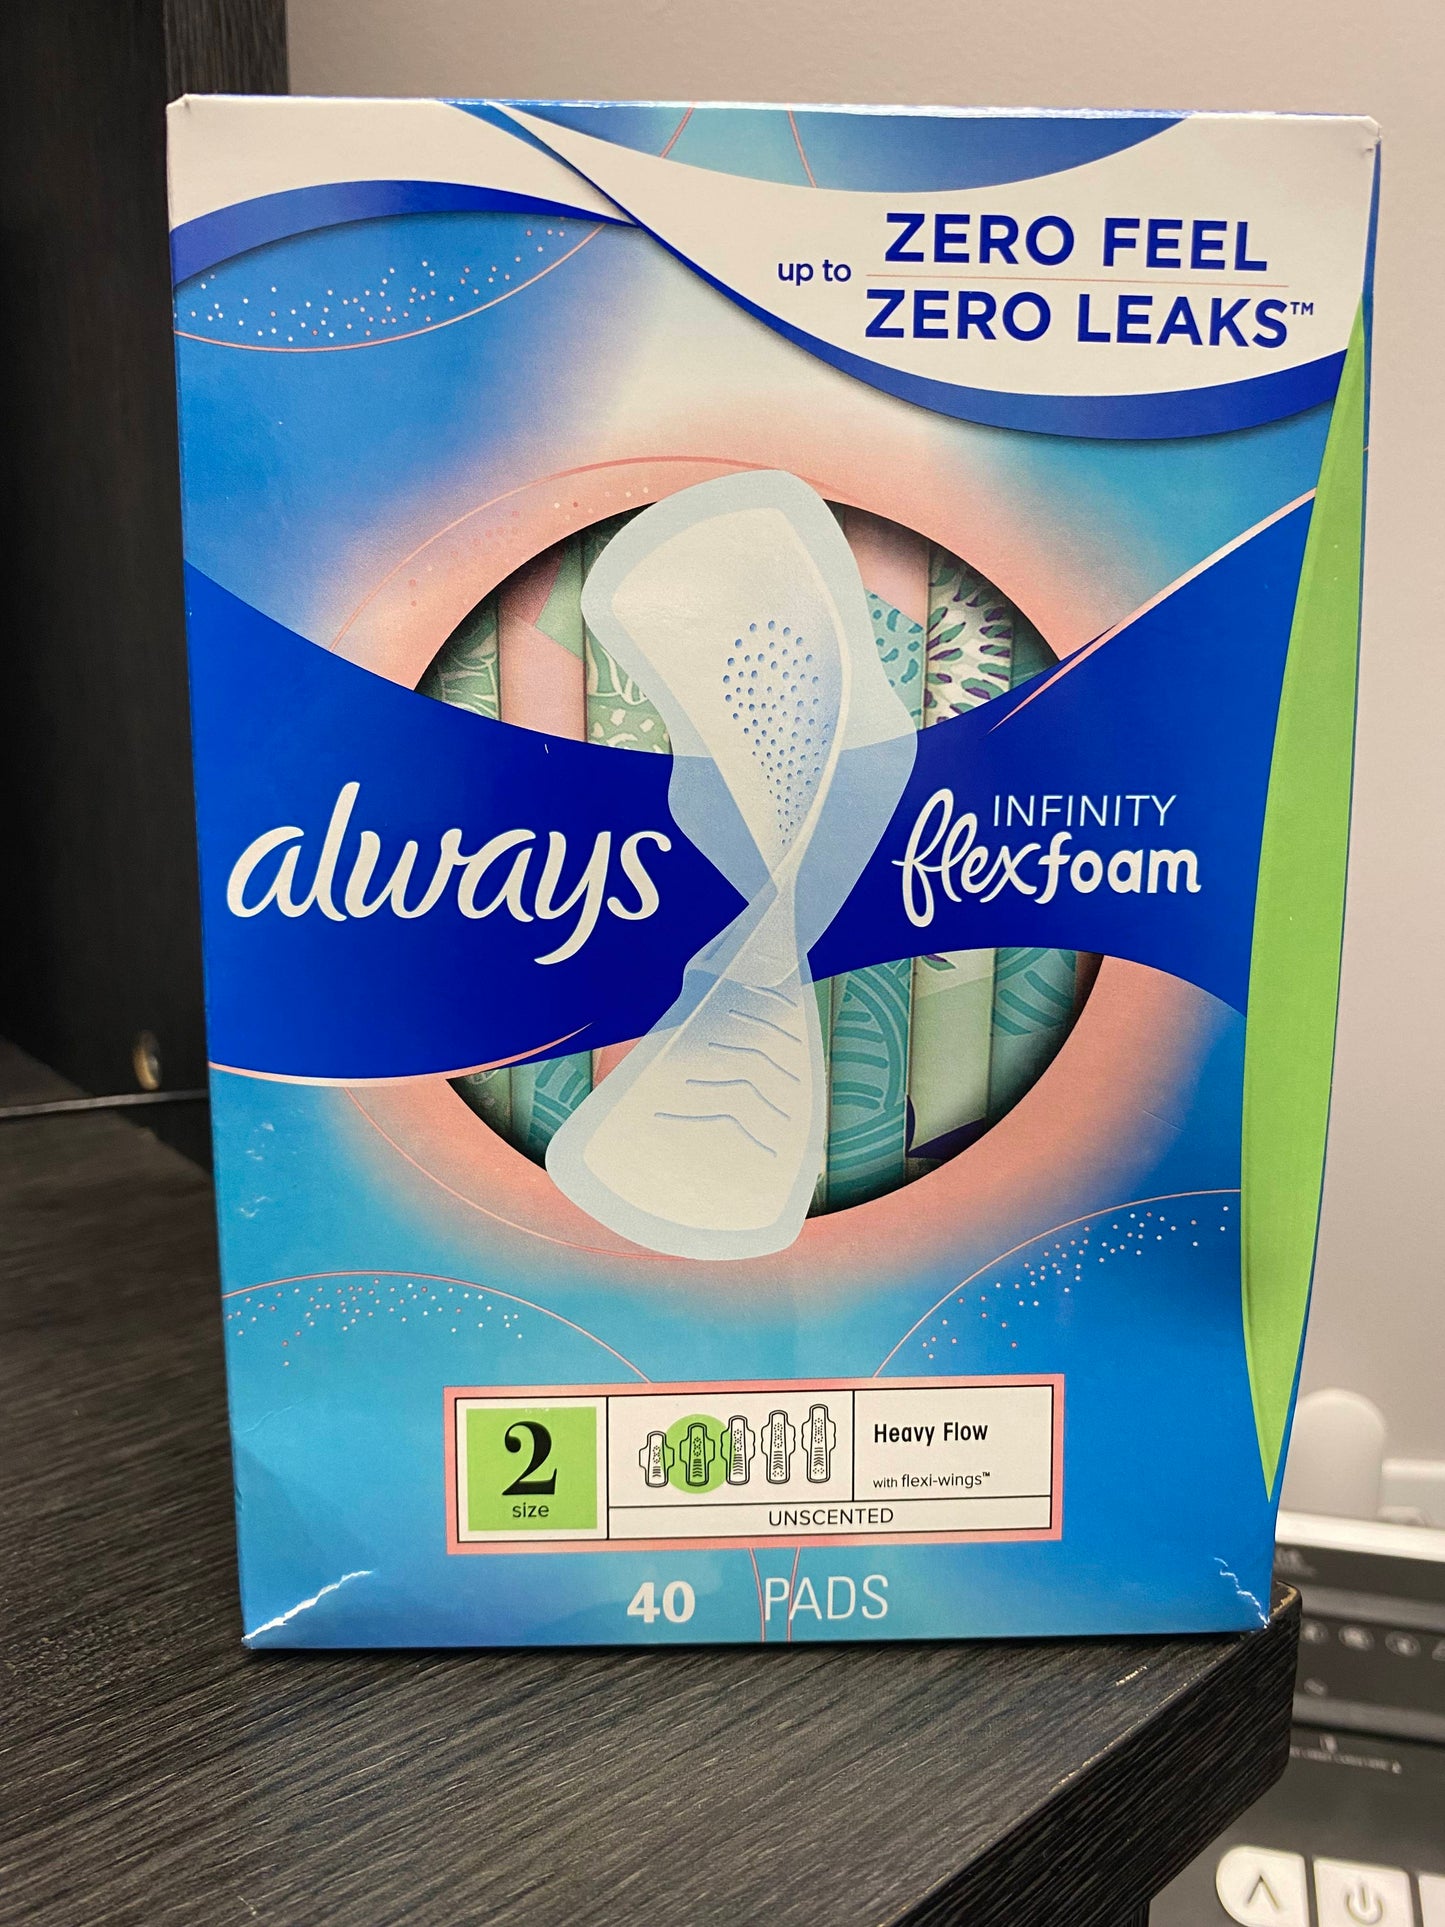 ZERO FEEL
up to
ZERO LEAKS™
always
INFINITY
flexfoam
2
size
Heavy Flow
with flexi-wings™
UNSCENTED
40 PADS